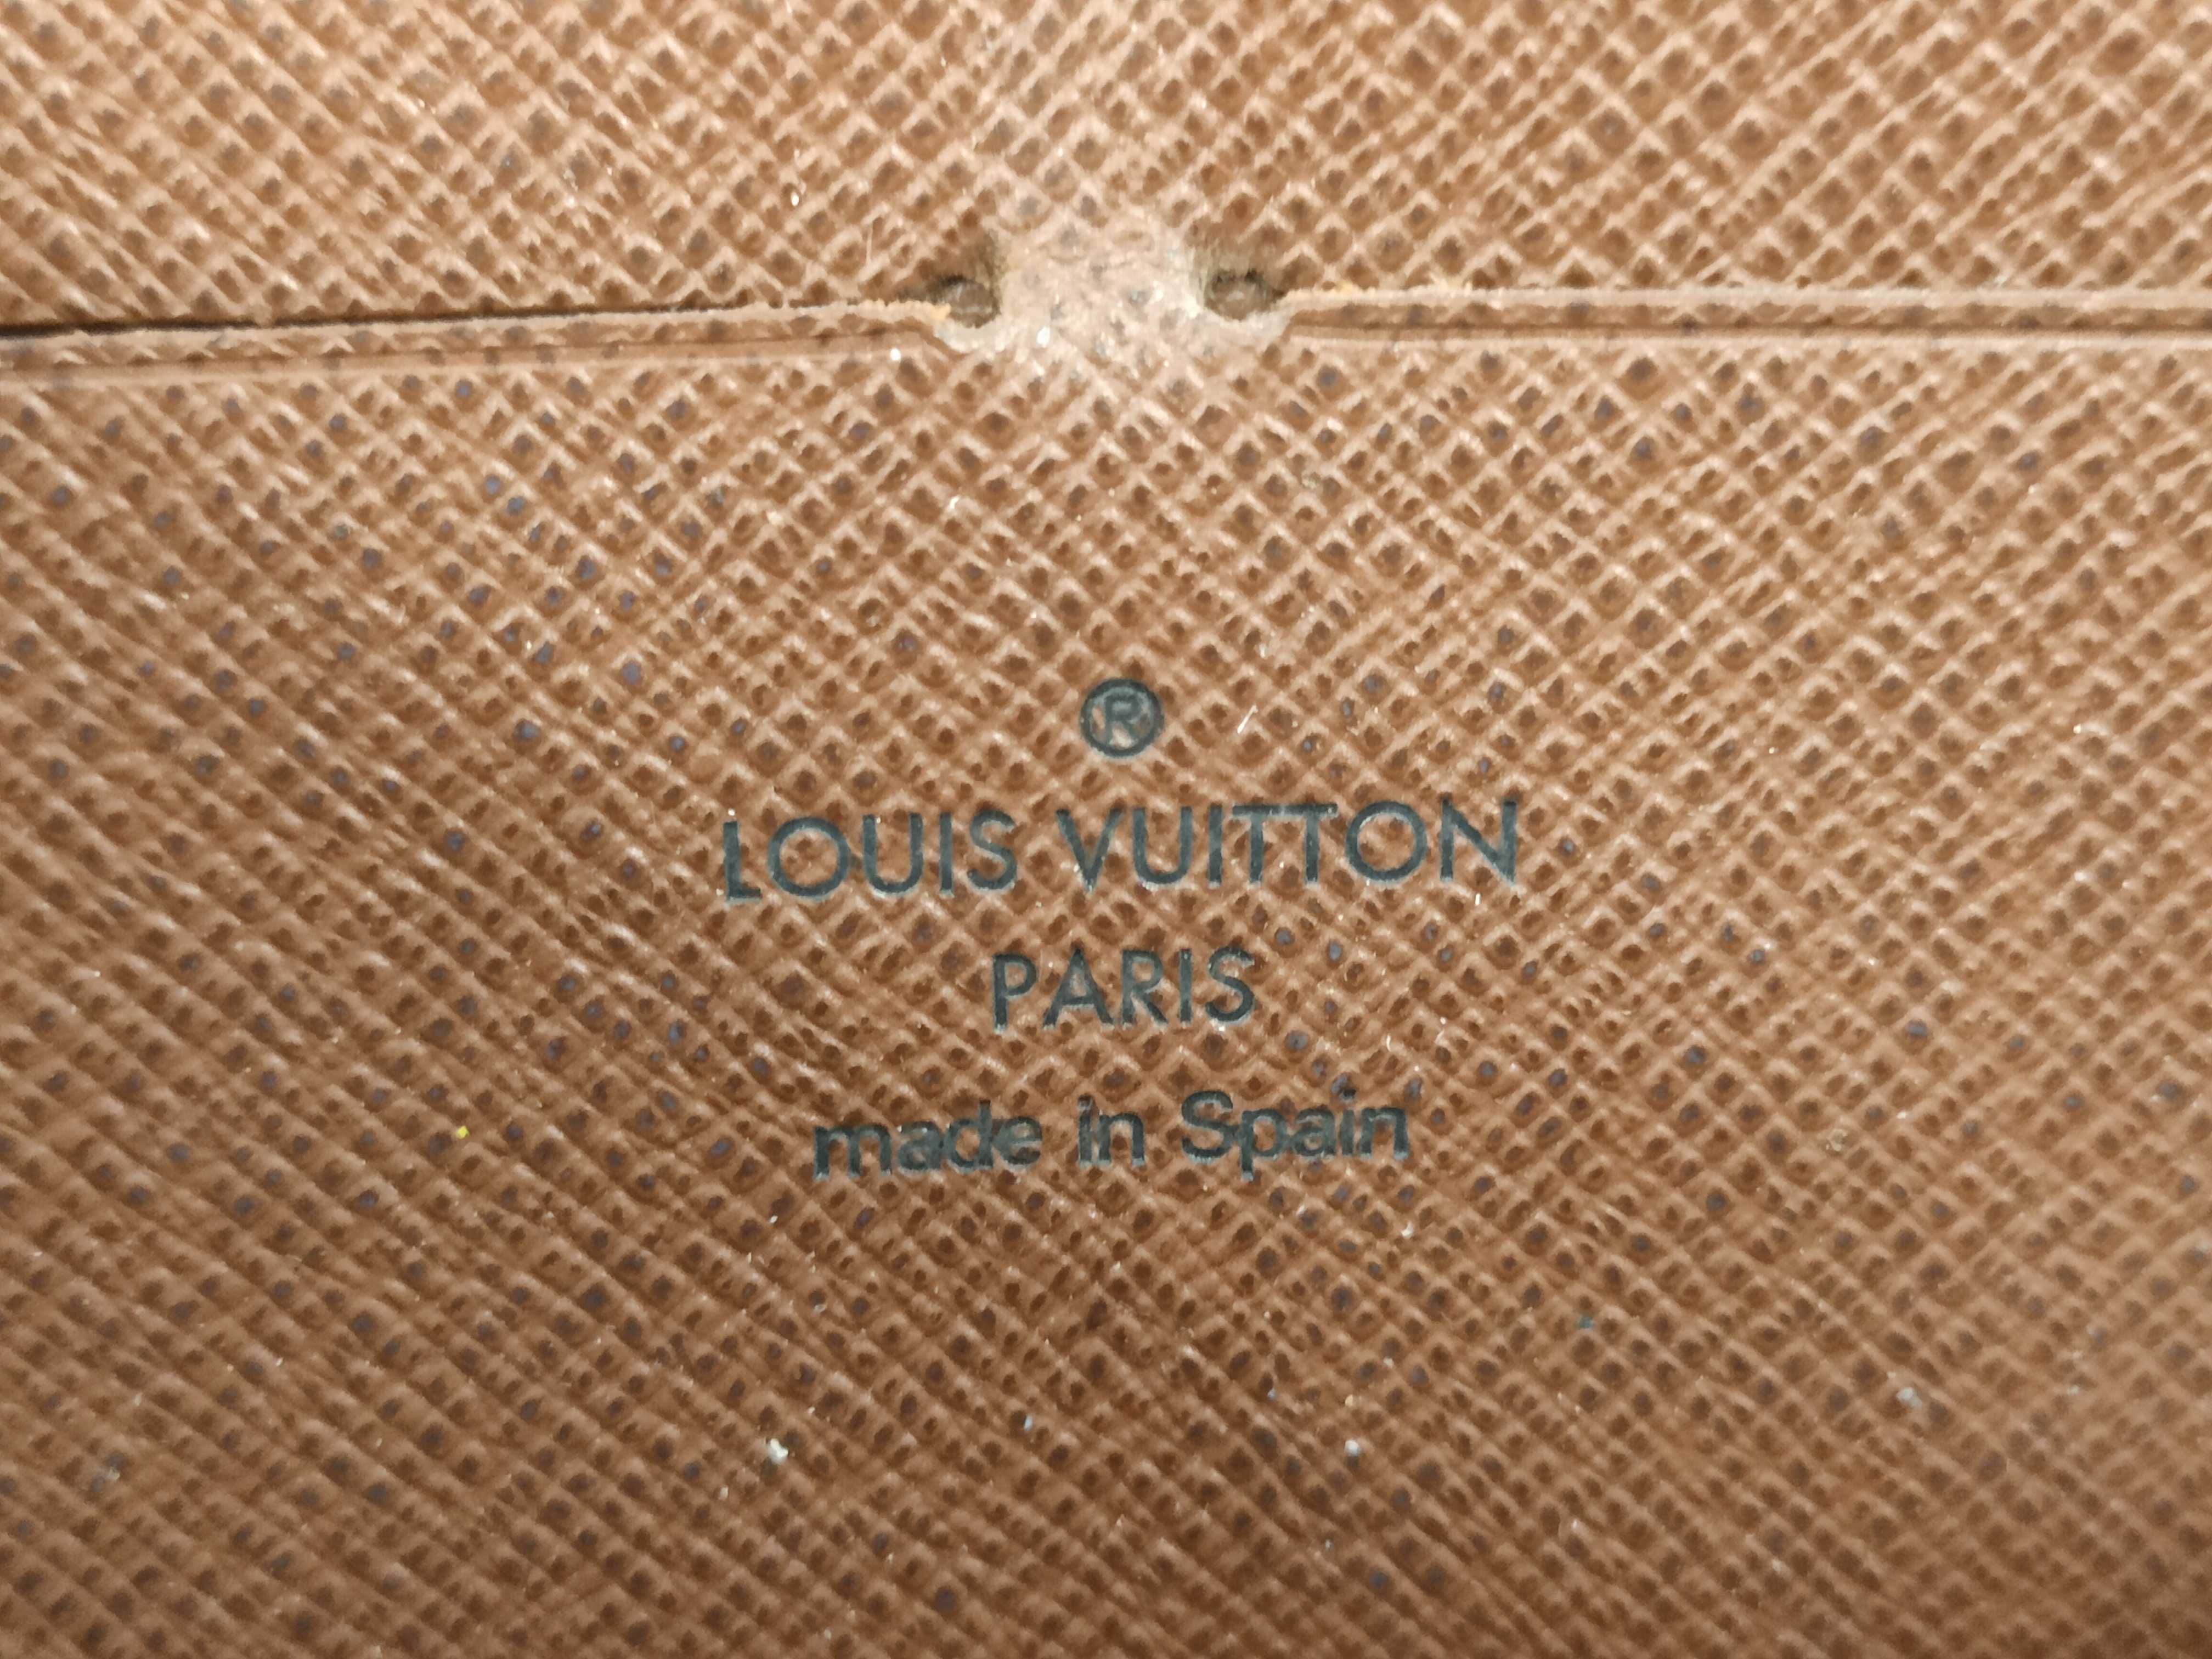 ®
LOUIS VUITTON
PARIS
made in Spain